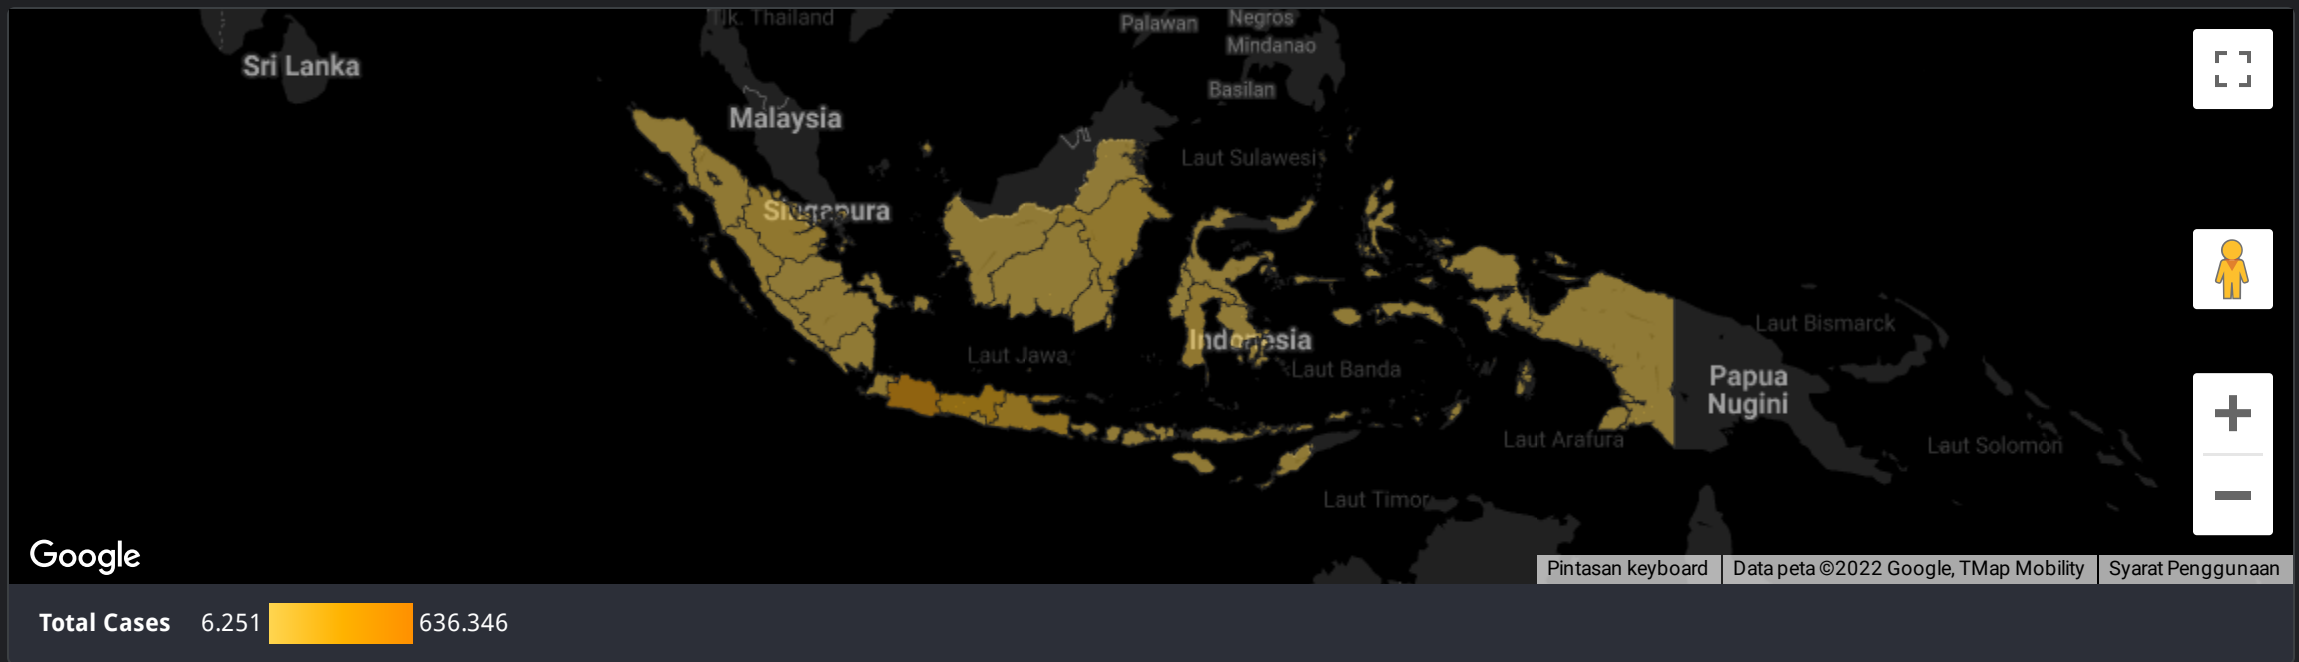 Tlk. Thailand
Palawan
Negros
Mindanao
Sri Lanka
Basilan
Malaysia
Laut Sulawesi
Singapura
Laut Bismarck
Indonesia
Laut Jawa
Laut Banda
Papua
Nugini
Laut Arafura
Laut Solomon
Laut Timor
Google
Pintasan keyboard
Data peta ©2022 Google, TMap Mobility
Syarat Penggunaan
Total Cases 6.251 636.346